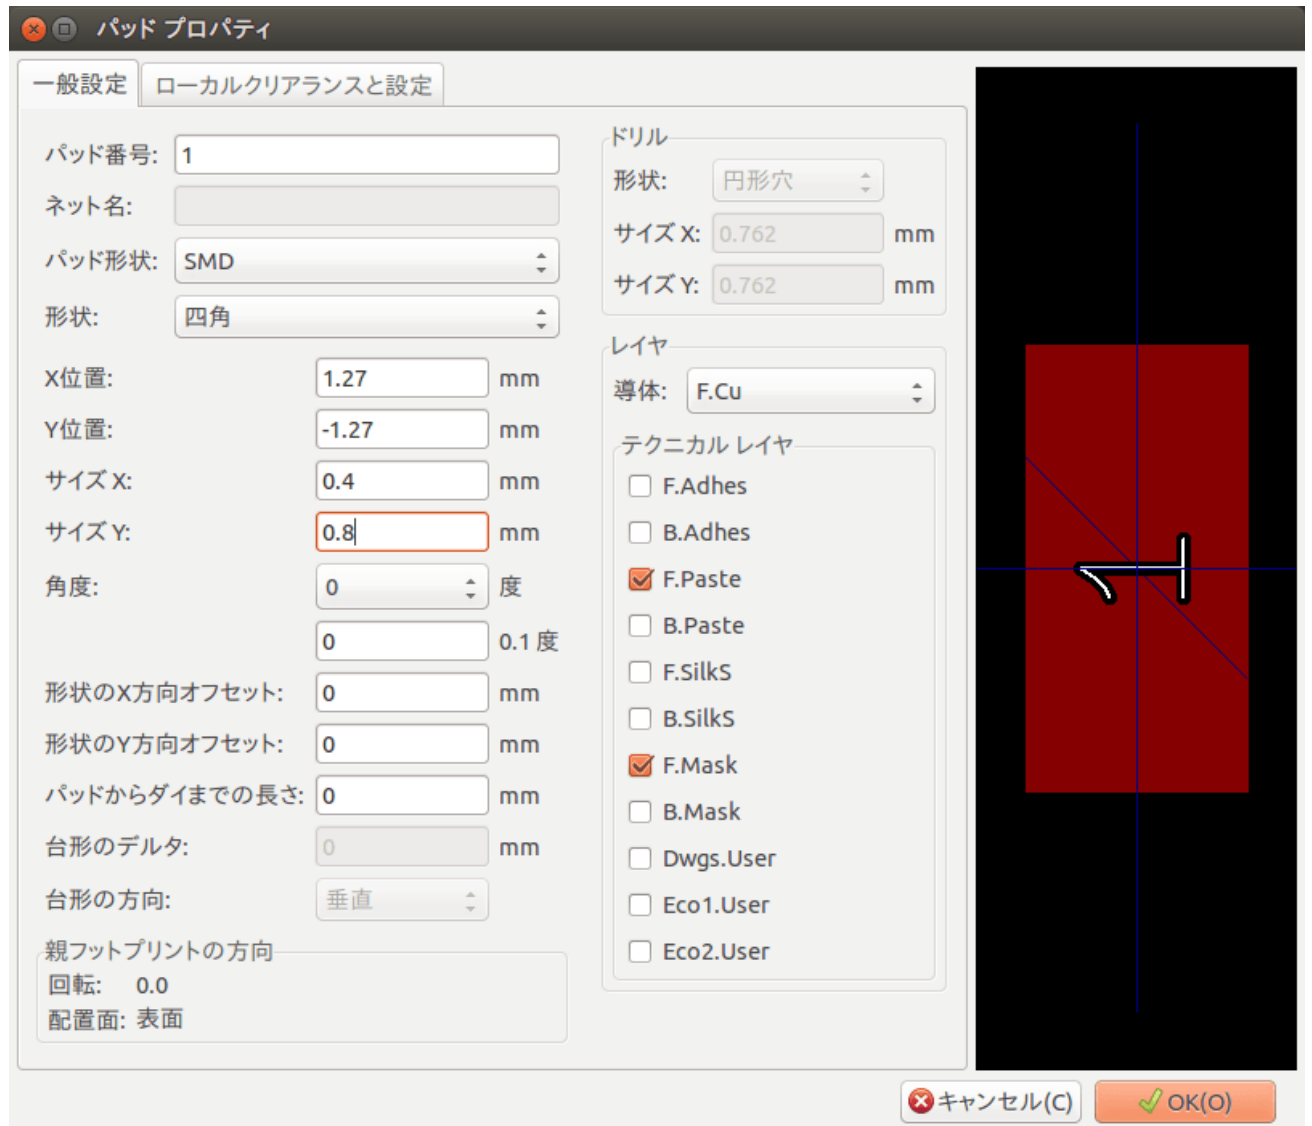 パッド プロパティ
一般設定
ローカルクリアランスと設定
パッド番号: 1
ネット名:
パッド形状: SMD
形状: 四角
X位置: 1.27 mm
Y位置: -1.27 mm
サイズ X: 0.4 mm
サイズ Y: 0.8 mm
角度: 0 度
0 0.1 度
形状のX方向オフセット: 0 mm
形状のY方向オフセット: 0 mm
パッドからダイまでの長さ: 0 mm
台形のデルタ: 0 mm
台形の方向: 垂直
親フットプリントの方向
回転: 0.0
配置面: 表面
ドリル
形状: 円形穴
サイズ X: 0.762 mm
サイズ Y: 0.762 mm
レイヤ
導体: F.Cu
テクニカル レイヤ
F.Adhes
B.Adhes
F.Paste
B.Paste
F.SilkS
B.SilkS
F.Mask
B.Mask
Dwgs.User
Eco1.User
Eco2.User
1
キャンセル(C)
OK(O)